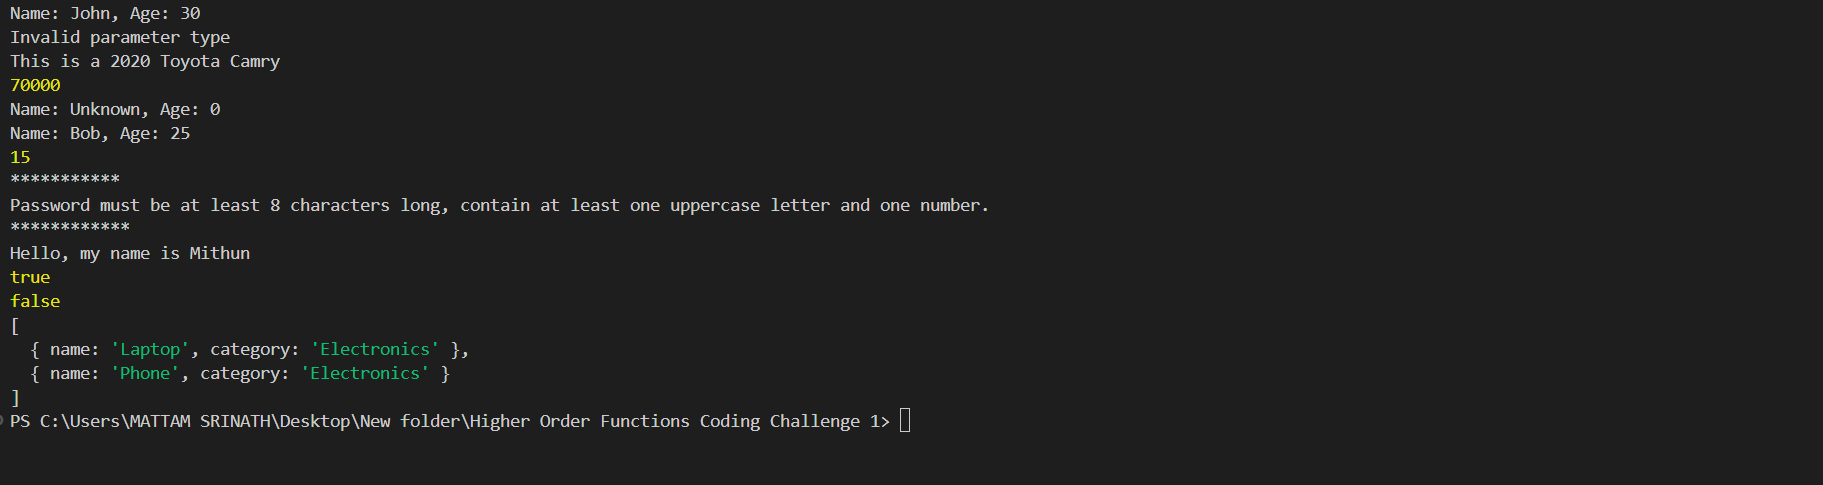 Name: John, Age: 30
Invalid parameter type
This is a 2020 Toyota Camry
70000
Name: Unknown, Age: 0
Name: Bob, Age: 25
15
***********
Password must be at least 8 characters long, contain at least one uppercase letter and one number.
************
Hello, my name is Mithun
true
false
[
  { name: 'Laptop', category: 'Electronics' },
  { name: 'Phone', category: 'Electronics' }
]
PS C:\Users\MATTAM SRINATH\Desktop\New folder\Higher Order Functions Coding Challenge 1>